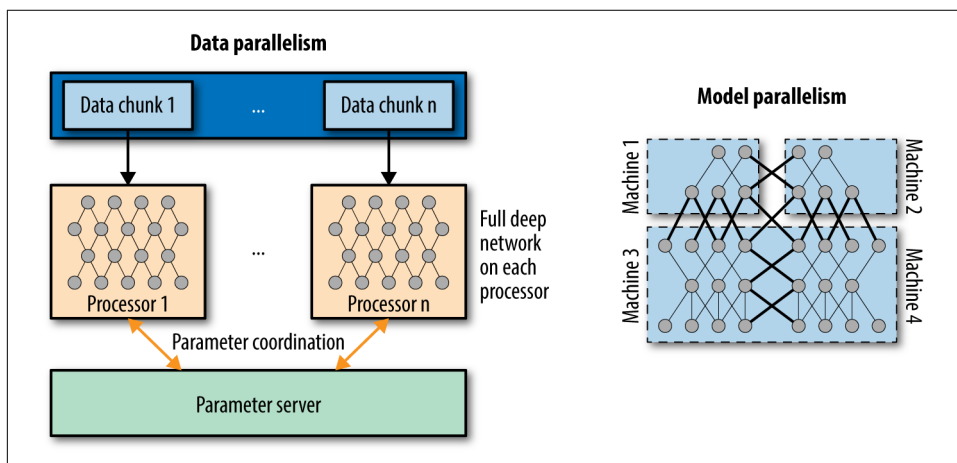 Data parallelism
Data chunk 1
...
Data chunk n
Processor 1
...
Processor n
Full deep
network
on each
processor
Parameter coordination
Parameter server
Model parallelism
Machine 1
Machine 2
Machine 3
Machine 4